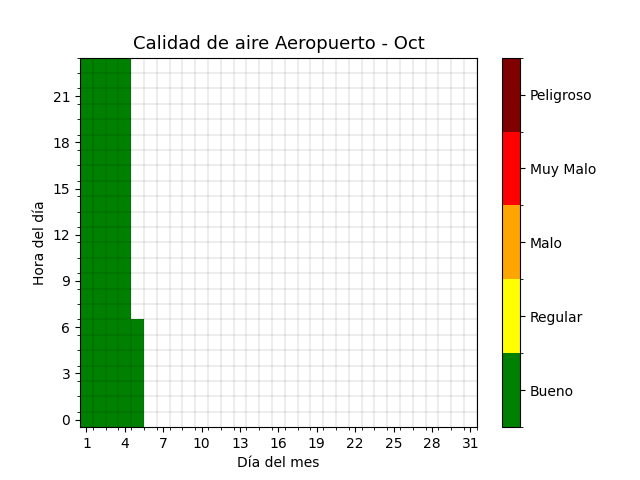 Calidad de aire Aeropuerto - Oct
Hora del día
21
18
15
12
9
6
3
0
1 4 7 10 13 16 19 22 25 28 31
Día del mes
Peligroso
Muy Malo
Malo
Regular
Bueno